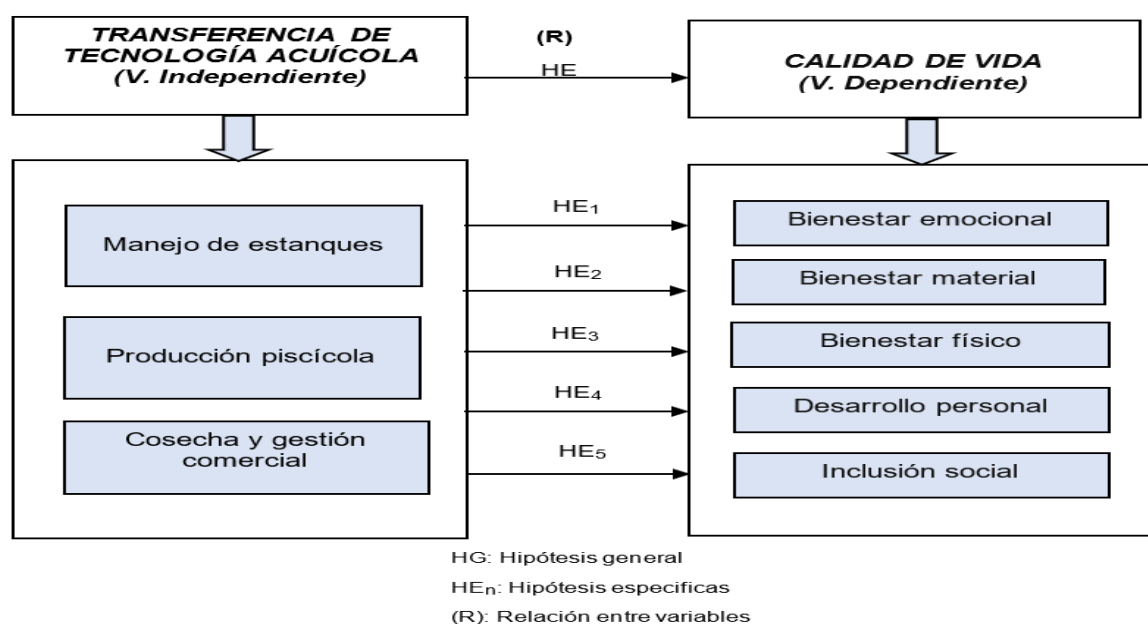 TRANSFERENCIA DE
TECNOLOGÍA ACUÍCOLA
(V. Independiente)
(R)
HE
CALIDAD DE VIDA
(V. Dependiente)
Manejo de estanques
Producción piscícola
Cosecha y gestión
comercial
HE1
HE2
HE3
HE4
HE5
Bienestar emocional
Bienestar material
Bienestar físico
Desarrollo personal
Inclusión social
HG: Hipótesis general
HEn: Hipótesis especificas
(R): Relación entre variables